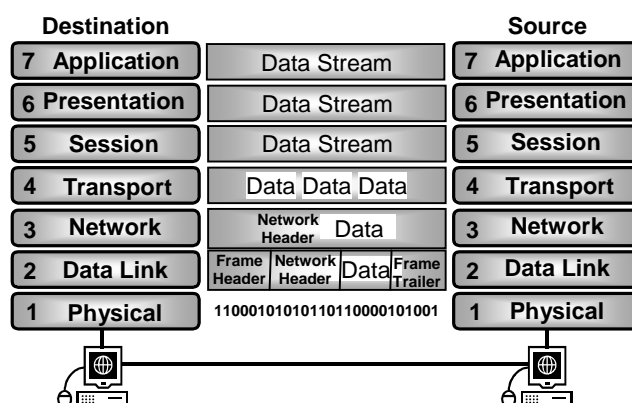 Destination Source
7 Application Data Stream 7 Application
6 Presentation Data Stream 6 Presentation
5 Session Data Stream 5 Session
4 Transport Data Data Data 4 Transport
3 Network Network Header Data 3 Network
2 Data Link Frame Header Network Header Data Frame Trailer 2 Data Link
1 Physical 1100010101011011000010100​1 1 Physical